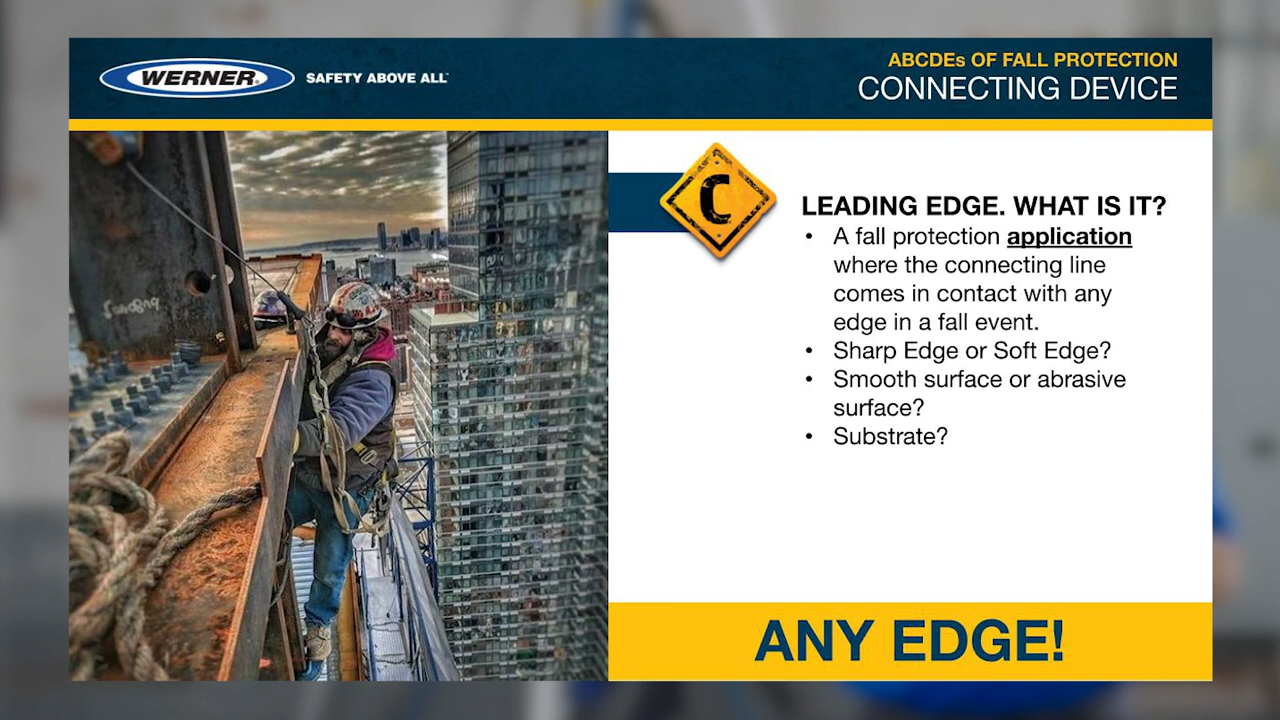 WERNER
SAFETY ABOVE ALL
ABCDEs OF FALL PROTECTION
CONNECTING DEVICE
C
LEADING EDGE. WHAT IS IT?
• A fall protection application
where the connecting line
comes in contact with any
edge in a fall event.
• Sharp Edge or Soft Edge?
• Smooth surface or abrasive
surface?
• Substrate?
ANY EDGE!